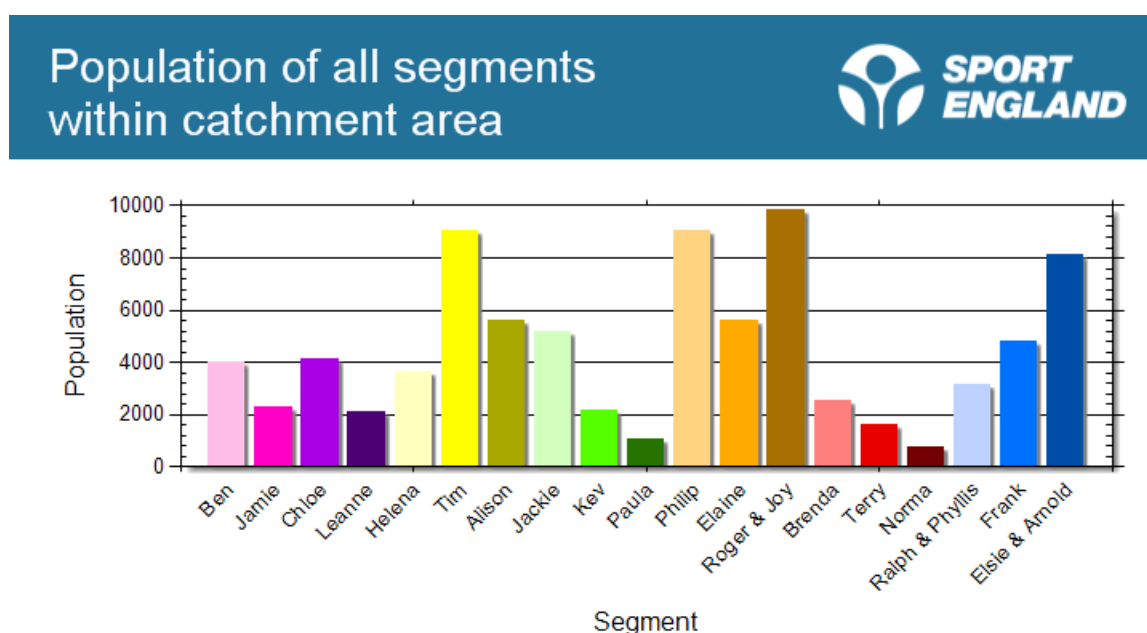 Population of all segments
within catchment area
SPORT
ENGLAND
10000
8000
6000
4000
2000
0
Population
Ben
Jamie
Chloe
Leanne
Helena
Tim
Alison
Jackie
Kev
Paula
Philip
Elaine
Roger & Joy
Brenda
Terry
Norma
Ralph & Phyllis
Frank
Elsie & Arnold
Segment